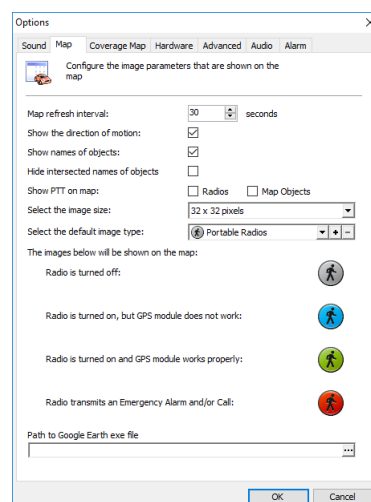 Options
Sound Map Coverage Map Hardware Advanced Audio Alarm
Configure the image parameters that are shown on the
map
Map refresh interval: 30 seconds
Show the direction of motion:
Show names of objects:
Hide intersected names of objects
Show PTT on map: Radios Map Objects
Select the image size: 32 x 32 pixels
Select the default image type: Portable Radios
The images below will be shown on the map:
Radio is turned off:
Radio is turned on, but GPS module does not work:
Radio is turned on and GPS module works properly:
Radio transmits an Emergency Alarm and/or Call:
Path to Google Earth exe file
OK Cancel